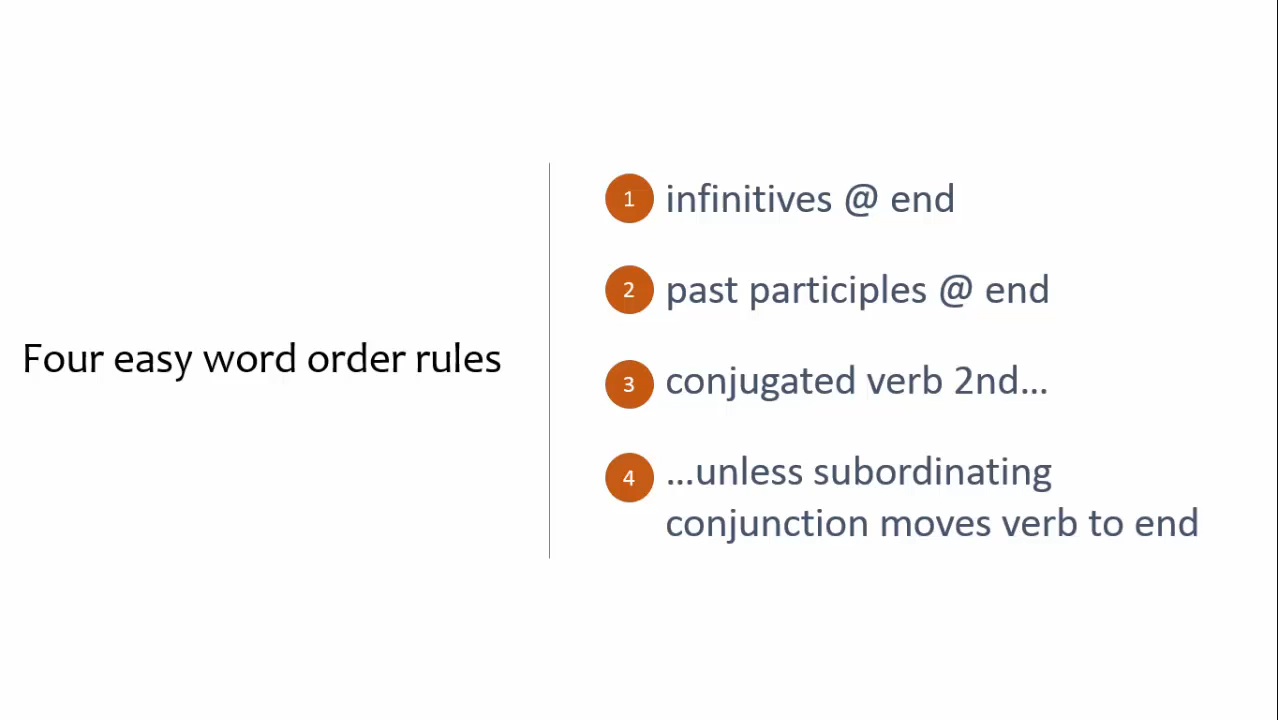 Four easy word order rules
1 infinitives @ end
2 past participles @ end
3 conjugated verb 2nd...
4 ...unless subordinating
conjunction moves verb to end